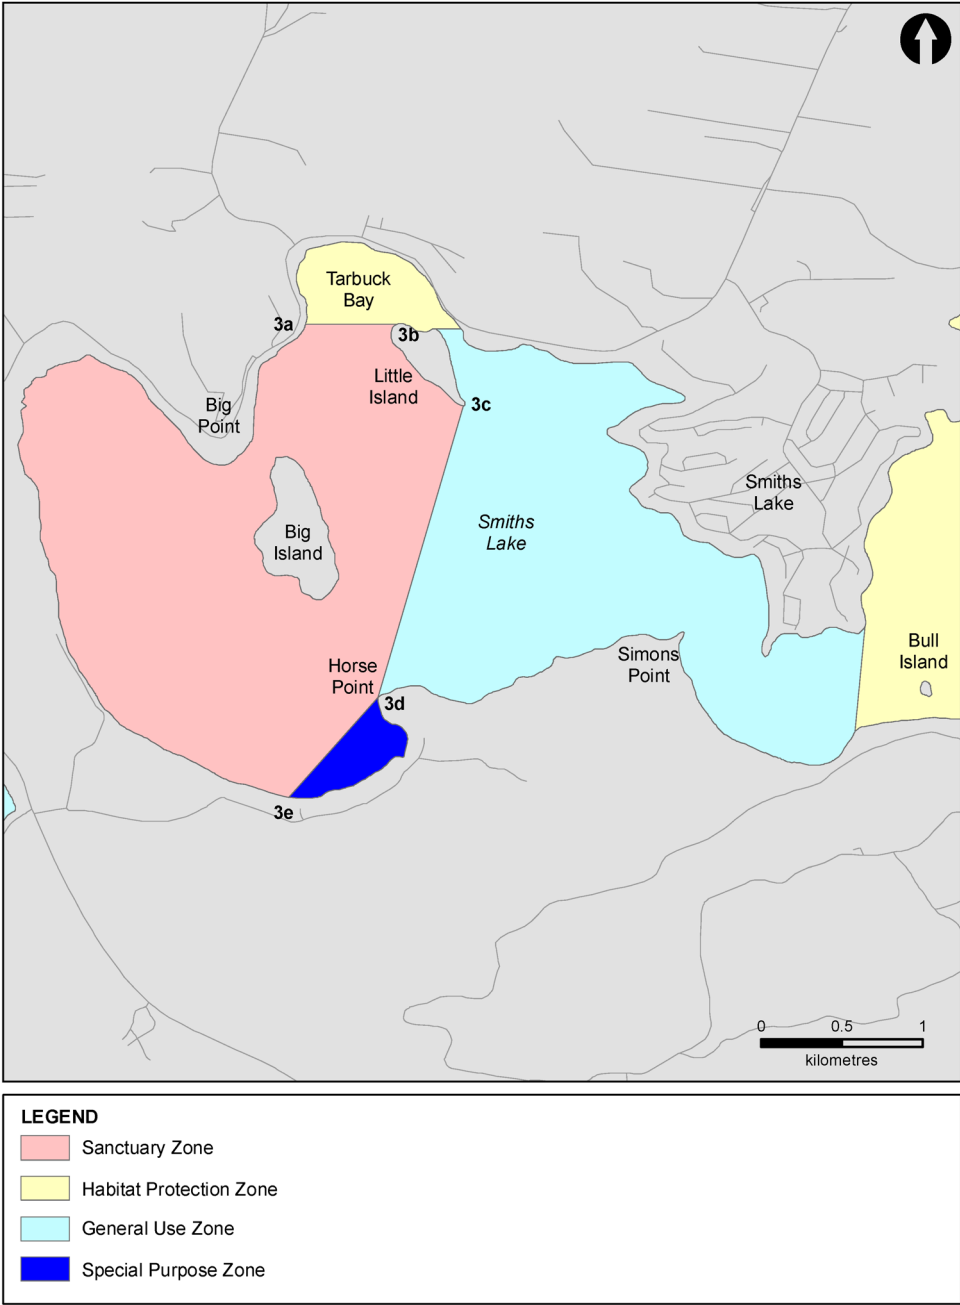 Tarbuck
Bay
3a
3b
Little
Island
3c
Big
Point
Smiths
Lake
Smiths
Lake
Big
Island
Bull
Island
Simons
Point
Horse
Point
3d
3e
0 0.5 1
kilometres
LEGEND
Sanctuary Zone
Habitat Protection Zone
General Use Zone
Special Purpose Zone